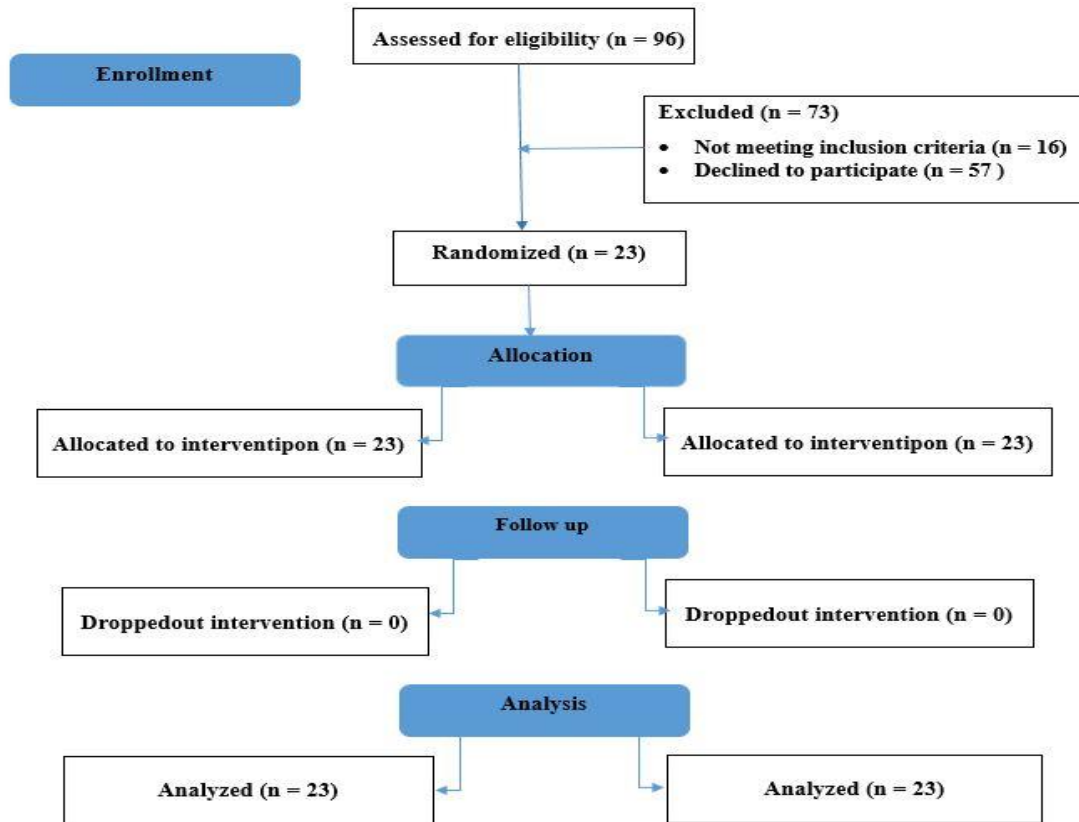 Assessed for eligibility (n = 96)
Enrollment
Excluded (n = 73)
• Not meeting inclusion criteria (n = 16)
• Declined to participate (n = 57 )
Randomized (n = 23)
Allocation
Allocated to interventipon (n = 23)
Allocated to interventipon (n = 23)
Follow up
Droppedout intervention (n = 0)
Droppedout intervention (n = 0)
Analysis
Analyzed (n = 23)
Analyzed (n = 23)